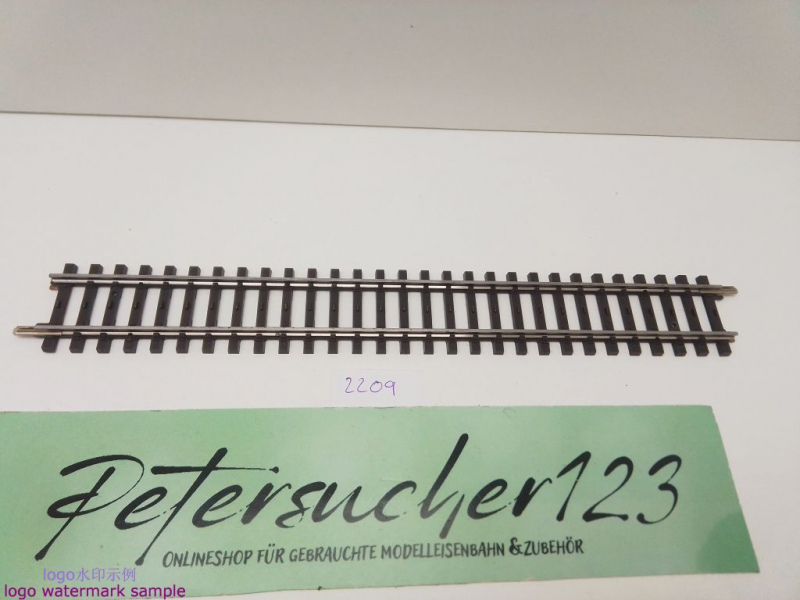 2209
Petersucher123
ONLINESHOP FÜR GEBRAUCHTE MODELLEISENBAHN & ZUBEHÖR
logo水印示例
logo watermark sample